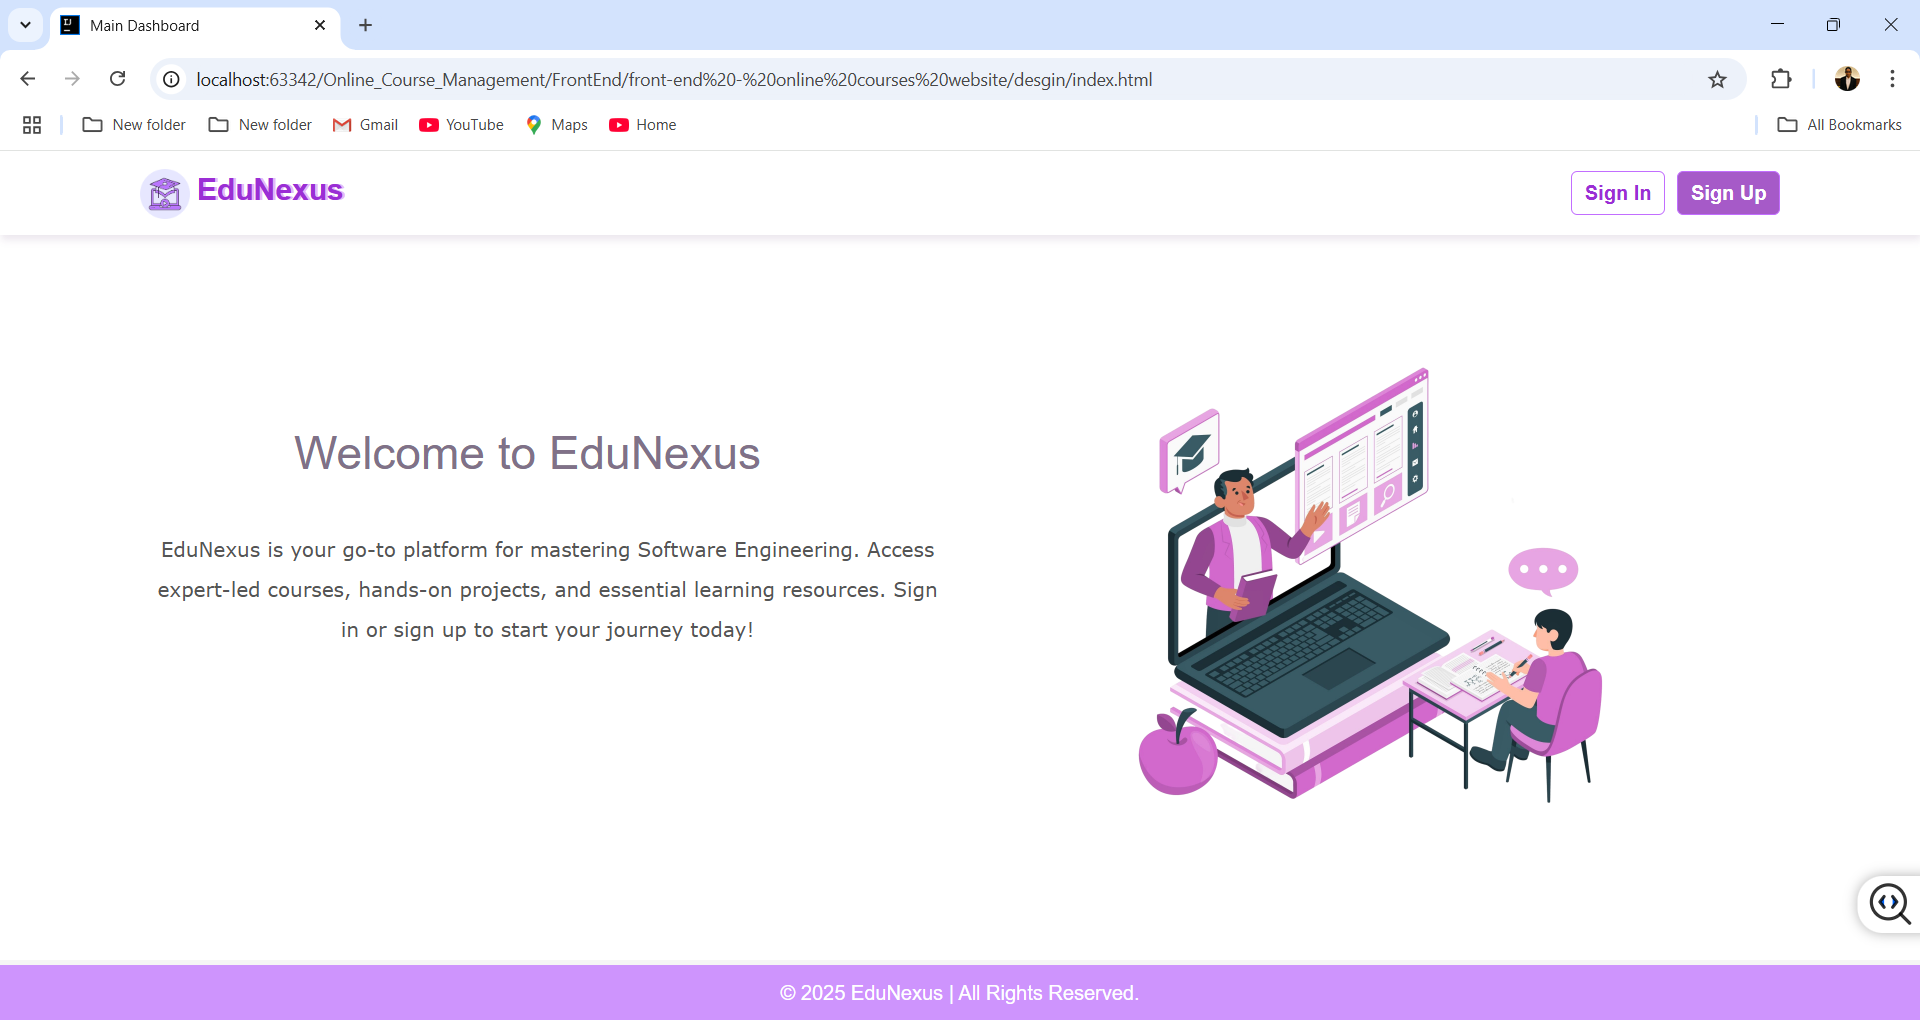 Main Dashboard
localhost:63342/Online_Course_Management/FrontEnd/front-end%20-%20online%20courses%20website/desgin/index.html
New folder
New folder
Gmail
YouTube
Maps
Home
All Bookmarks
EduNexus
Sign In
Sign Up
Welcome to EduNexus
EduNexus is your go-to platform for mastering Software Engineering. Access
expert-led courses, hands-on projects, and essential learning resources. Sign
in or sign up to start your journey today!
© 2025 EduNexus | All Rights Reserved.